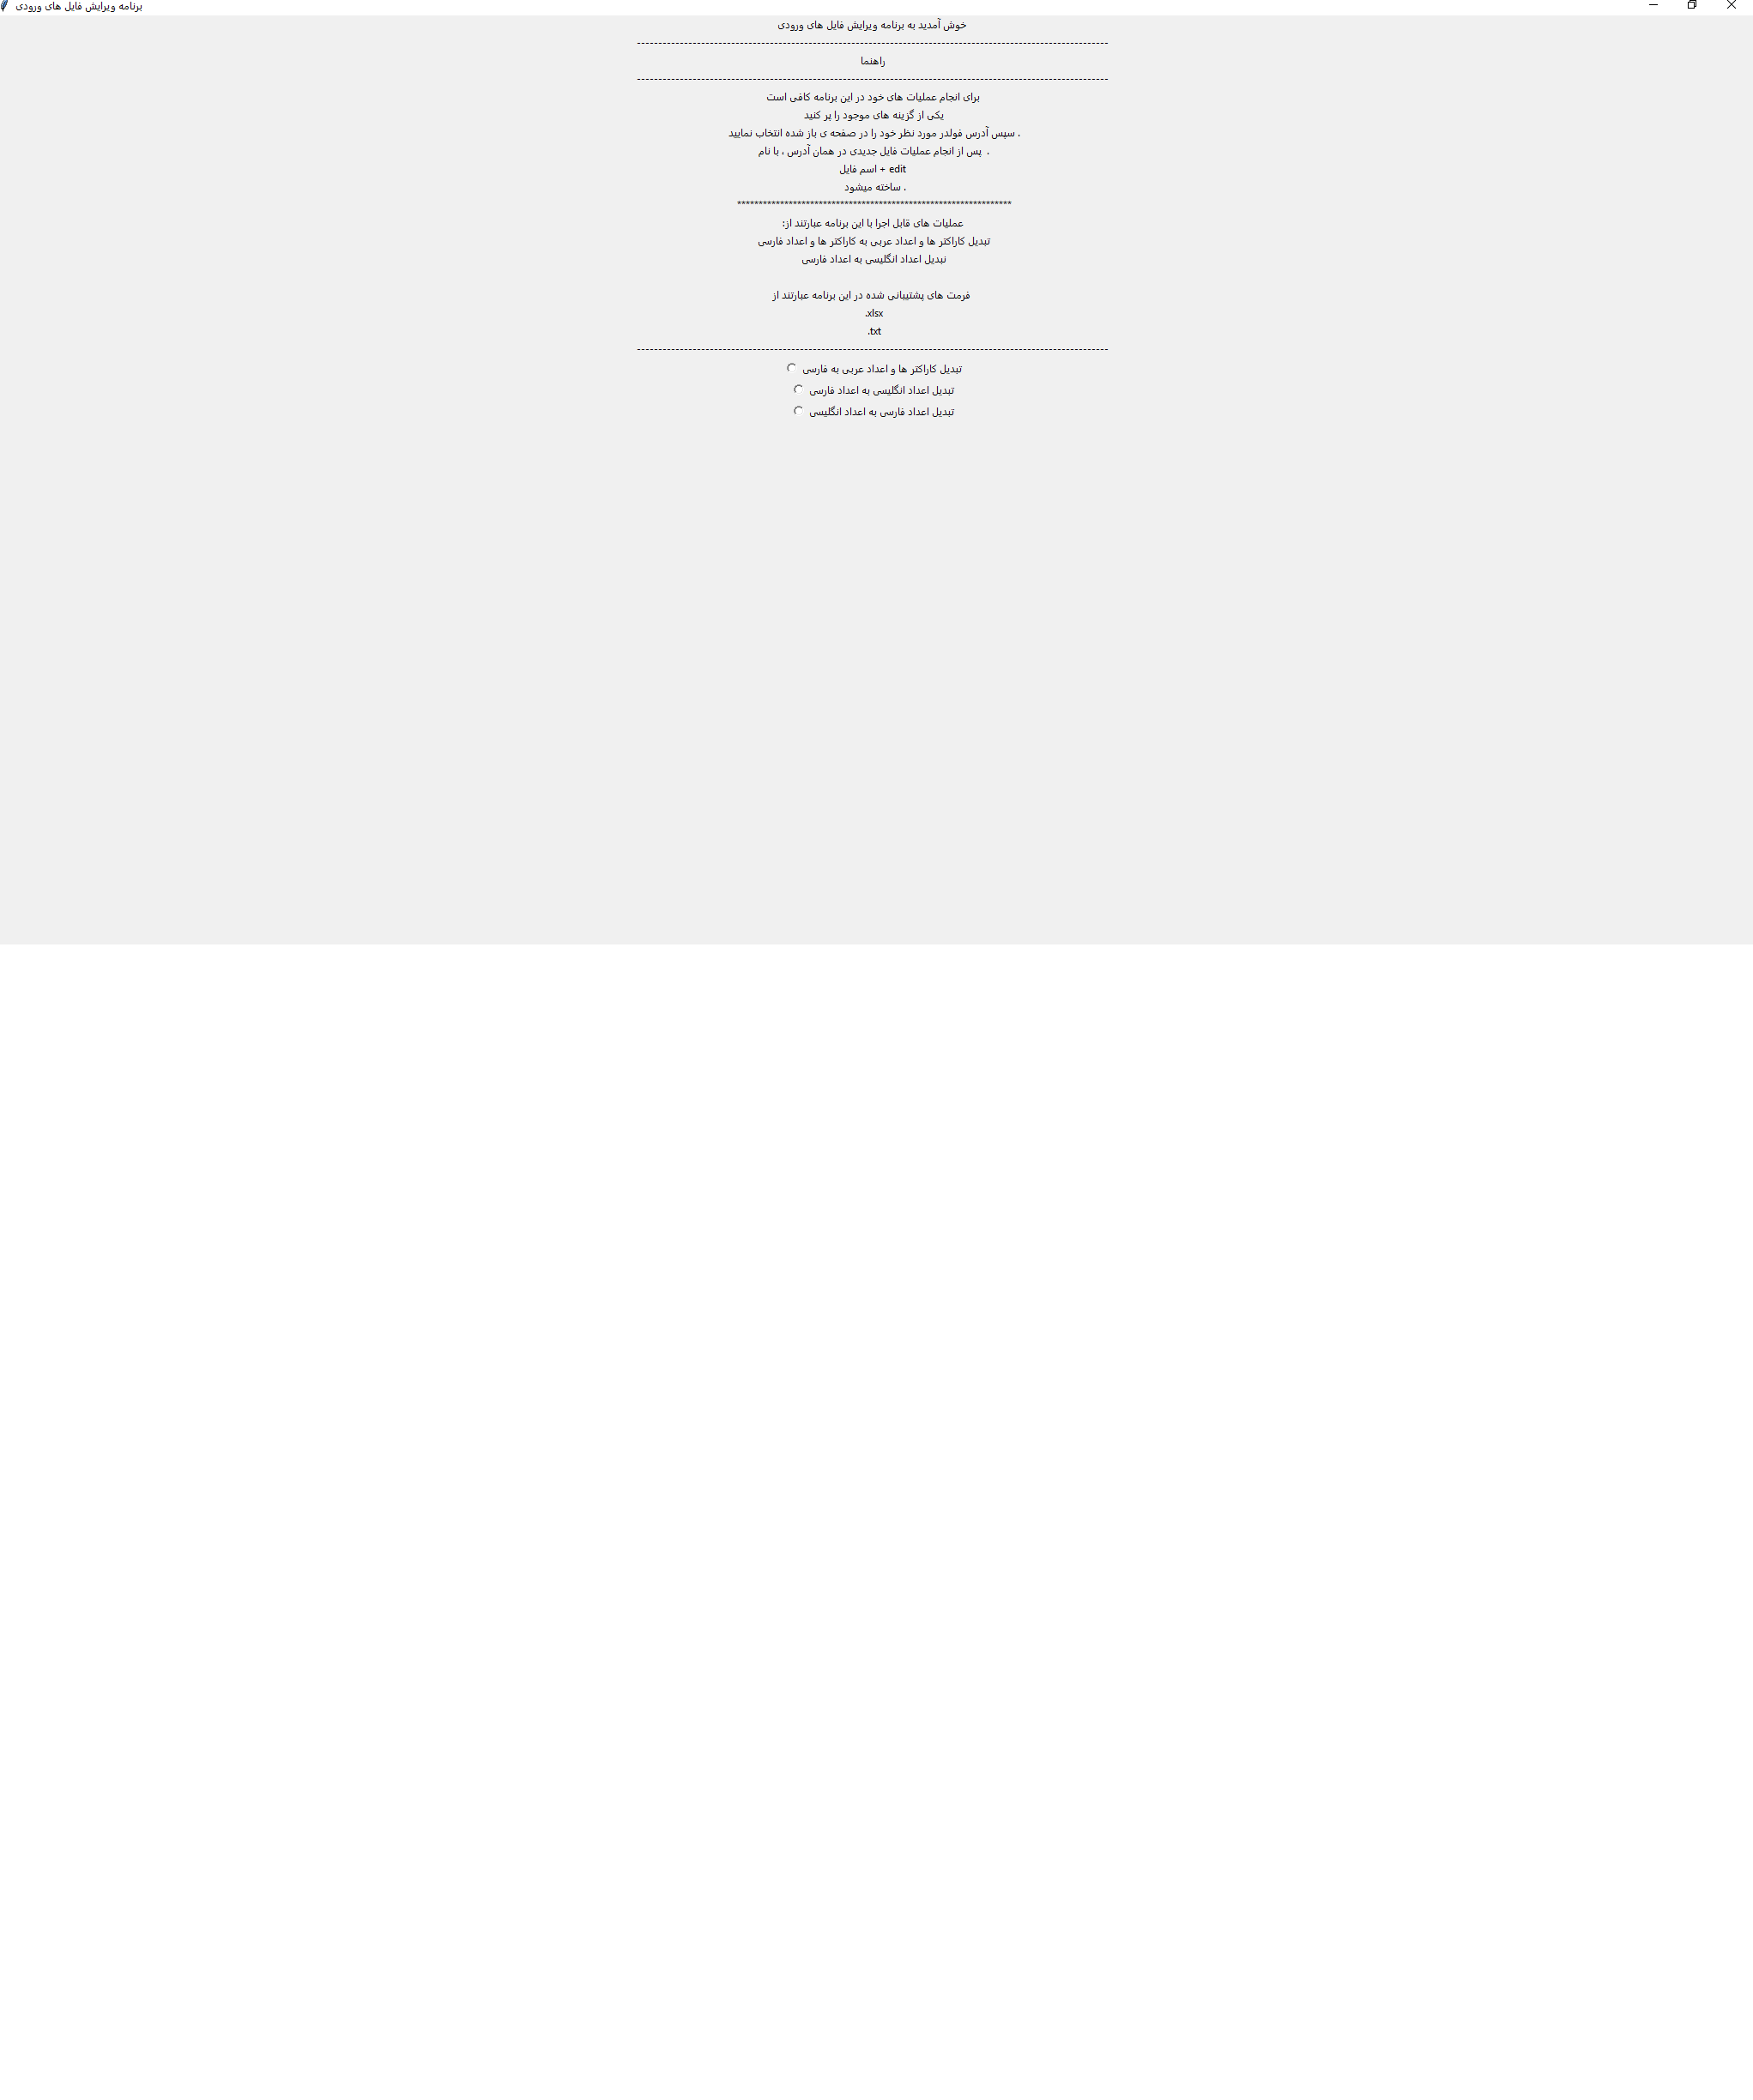 برنامه ویرایش فایل های ورودی
خوش آمدید به برنامه ویرایش فایل های ورودی
--------------------------------------------------------------------------------------------------------------
راهنما
--------------------------------------------------------------------------------------------------------------
برای انجام عملیات های خود در این برنامه کافی است
یکی از گزینه های موجود را پر کنید
. سپس آدرس فولدر مورد نظر خود را در صفحه ی باز شده انتخاب نمایید
. پس از انجام عملیات فایل جدیدی در همان آدرس ، با نام
edit + اسم فایل
. ساخته میشود
****************************************************************
عملیات های قابل اجرا با این برنامه عبارتند از:
تبدیل کاراکتر ها و اعداد عربی به کاراکتر ها و اعداد فارسی
نبدیل اعداد انگلیسی به اعداد فارسی
فرمت های پشتیبانی شده در این برنامه عبارتند از
.xlsx
.txt
--------------------------------------------------------------------------------------------------------------
تبدیل کاراکتر ها و اعداد عربی به فارسی
تبدیل اعداد انگلیسی به اعداد فارسی
تبدیل اعداد فارسی به اعداد انگلیسی